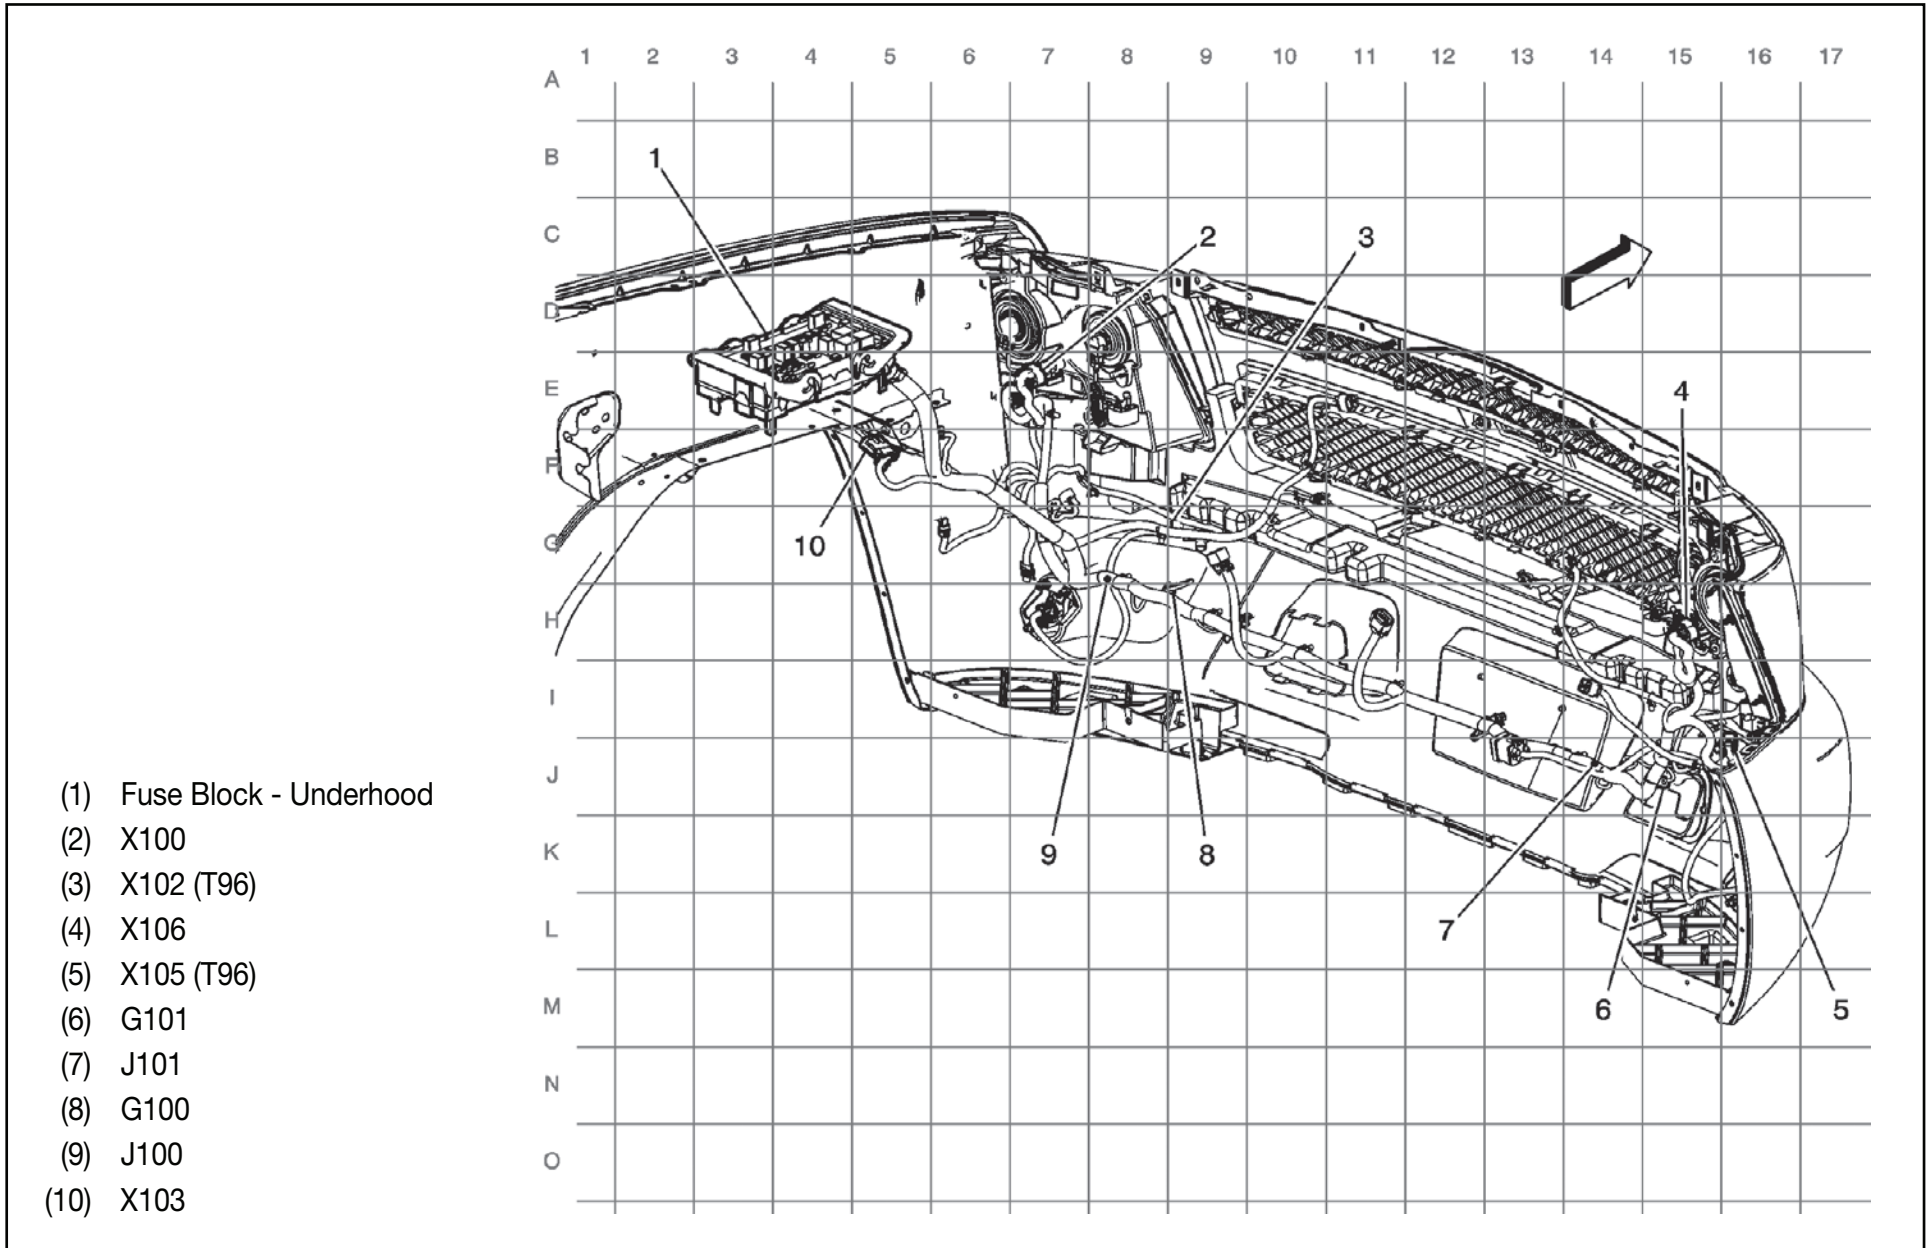 1 2 3 4 5 6 7 8 9 10 11 12 13 14 15 16 17
A
B
1
C
2 3
D
E
4
F
G
10
H
I
J
K
9 8
L
7
M
6 5
N
O
(1) Fuse Block - Underhood
(2) X100
(3) X102 (T96)
(4) X106
(5) X105 (T96)
(6) G101
(7) J101
(8) G100
(9) J100
(10) X103